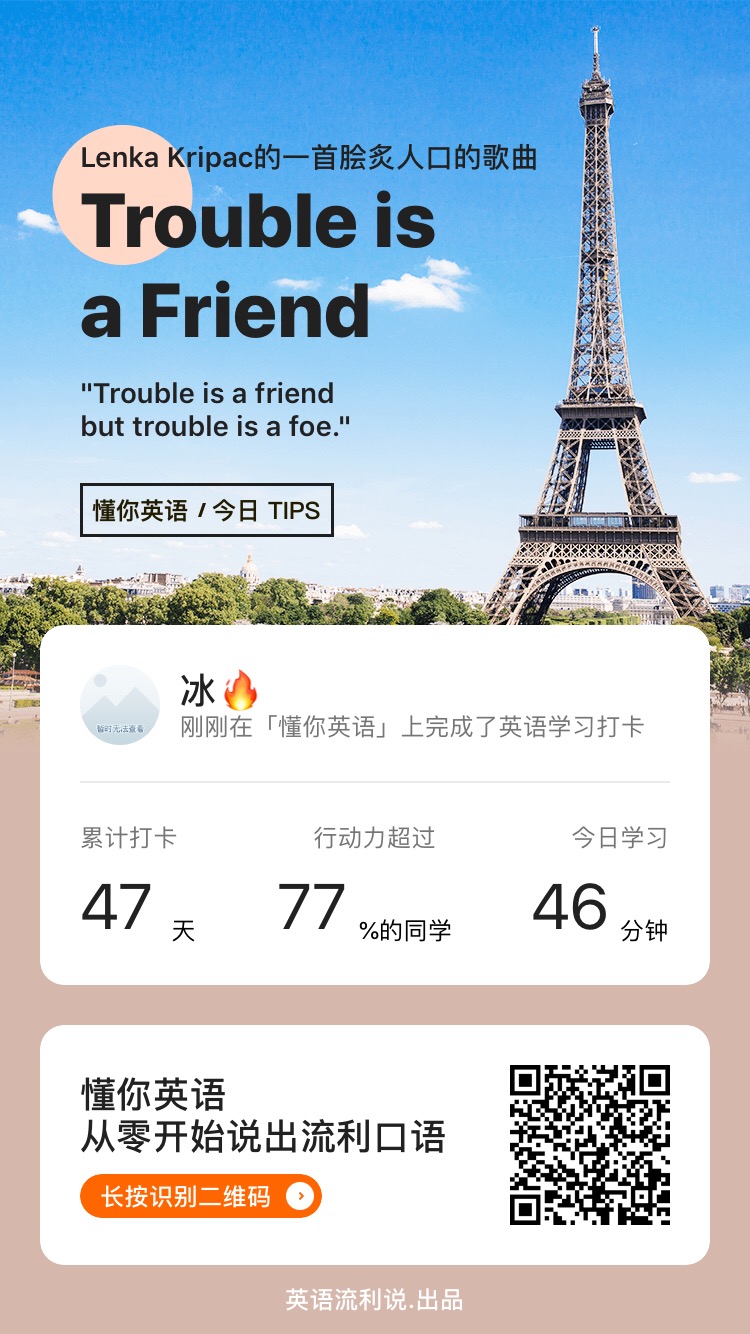 Lenka Kripac的一首脍炙人口的歌曲
Trouble is
a Friend
"Trouble is a friend
but trouble is a foe."
懂你英语 / 今日 TIPS
冰🔥
暂时无法查看
刚刚在「懂你英语」上完成了英语学习打卡
累计打卡 行动力超过 今日学习
47 天 77 %的同学 46 分钟
懂你英语
从零开始说出流利口语
长按识别二维码
英语流利说.出品